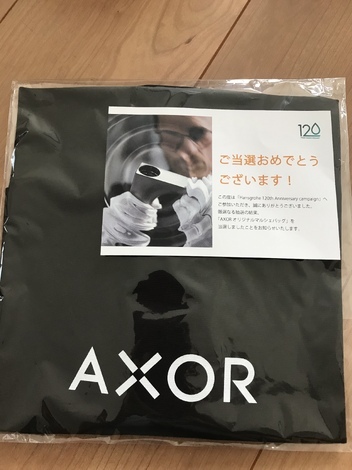 120
ご当選おめでとう
ございます!
この度は「Hansgrohe 120th Anniversary campaign」へ
ご参加いただき、誠にありがとうございました。
厳選なる抽選の結果、
「AXORオリジナルマルシェバッグ」を
当選しましたことをお知らせいたします。
AXOR